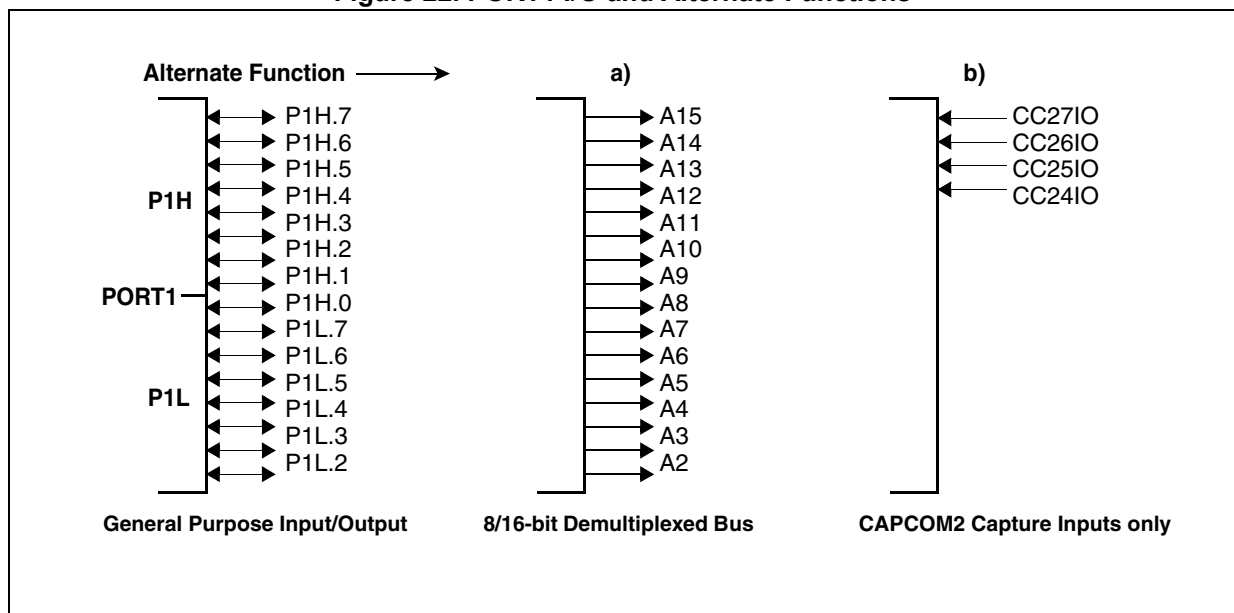 Figure 22. PORT1 I/O and Alternate Functions
Alternate Function
a)
b)
P1H.7
P1H.6
P1H.5
P1H.4
P1H.3
P1H.2
P1H.1
P1H.0
P1L.7
P1L.6
P1L.5
P1L.4
P1L.3
P1L.2
P1H
PORT1
P1L
A15
A14
A13
A12
A11
A10
A9
A8
A7
A6
A5
A4
A3
A2
CC27IO
CC26IO
CC25IO
CC24IO
General Purpose Input/Output
8/16-bit Demultiplexed Bus
CAPCOM2 Capture Inputs only